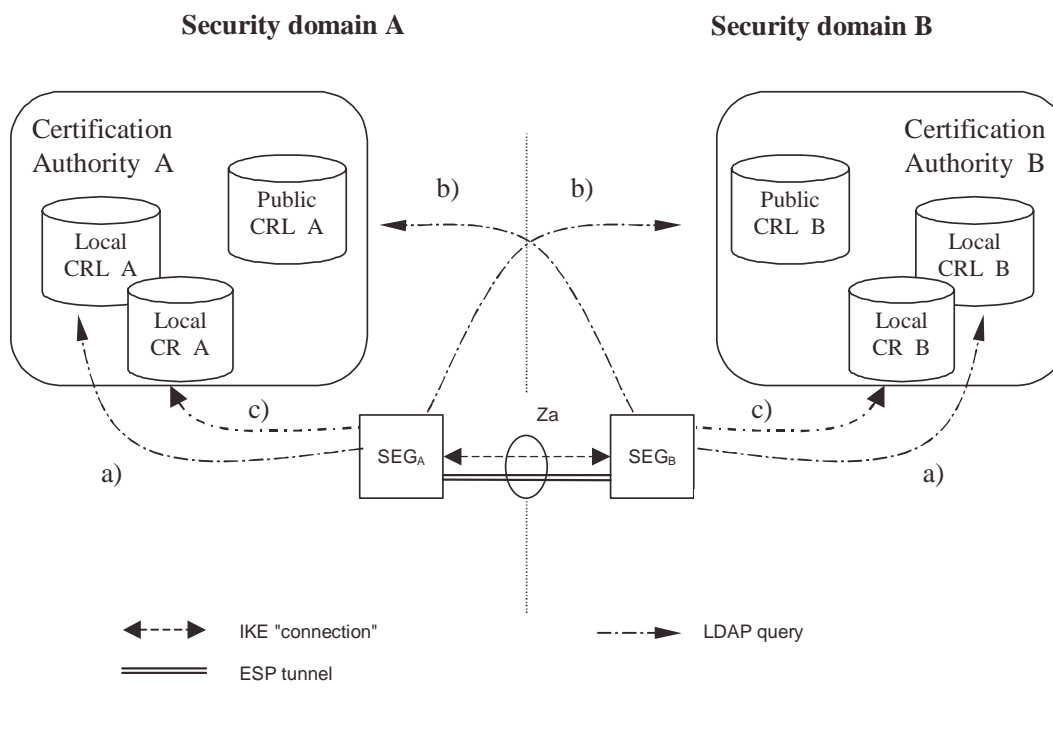 Security domain A
Security domain B
Certification
Authority A
Public
CRL A
Local
CRL A
Local
CR A
b)
b)
Certification
Authority B
Public
CRL B
Local
CRL B
Local
CR B
c)
a)
Za
SEGA
SEGB
c)
a)
IKE "connection"
LDAP query
ESP tunnel